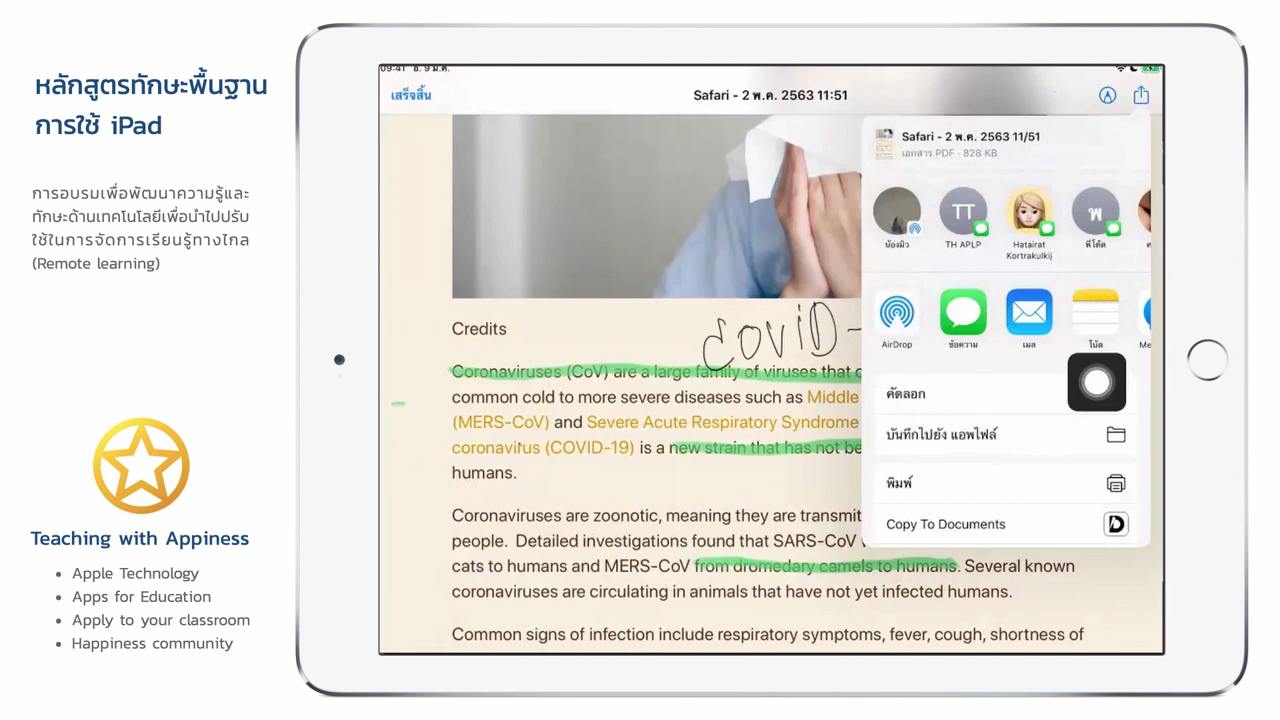 หลักสูตรทักษะพื้นฐาน
การใช้ iPad
การอบรมเพื่อพัฒนาความรู้และ
ทักษะด้านเทคโนโลยีเพื่อนำไปปรับ
ใช้ในการจัดการเรียนรู้ทางไกล
(Remote learning)
Teaching with Appiness
• Apple Technology
• Apps for Education
• Apply to your classroom
• Happiness community
09:41 อ. 9 ม.ค.
เสร็จสิ้น
Safari - 2 พ.ค. 2563 11:51
Credits
COVID-
Coronaviruses (CoV) are a large family of viruses that
common cold to more severe diseases such as Middle
(MERS-CoV) and Severe Acute Respiratory Syndrome
coronavirus (COVID-19) is a new strain that has not
humans.
Coronaviruses are zoonotic, meaning they are
people. Detailed investigations found that SARS-CoV
cats to humans and MERS-CoV from dromedary camels to humans. Several known
coronaviruses are circulating in animals that have not yet infected humans.
Common signs of infection include respiratory symptoms, fever, cough, shortness of
Safari - 2 พ.ค. 2563 11/51
เอกสาร PDF · 828 KB
TT
พ
น้องมิว
TH APLP
Hatairat
Kortrakulkij
พี่โด้ด
AirDrop
ข้อความ
เมล
โน้ต
คัดลอก
บันทึกไปยัง แอพไฟล์
พิมพ์
Copy To Documents